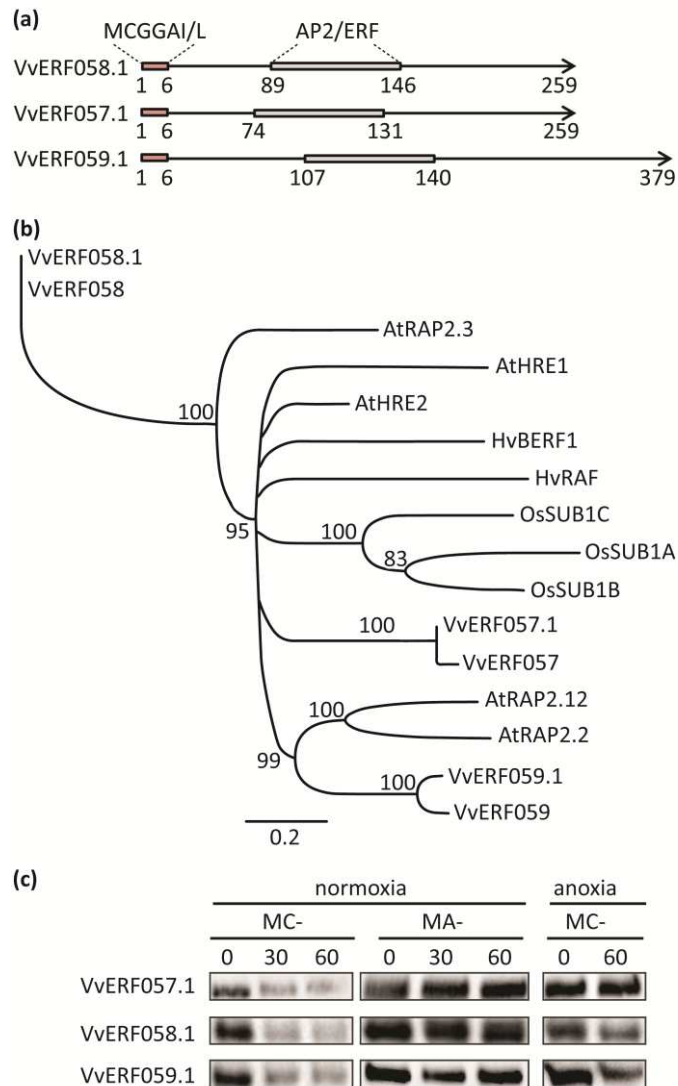 (a)
MCGGAI/L AP2/ERF
VvERF058.1
1 6 89 146 259
VvERF057.1
1 6 74 131 259
VvERF059.1
1 6 107 140 379
(b)
VvERF058.1
VvERF058
AtRAP2.3
AtHRE1
100 AtHRE2
HvBERF1
HvRAF
95 100 OsSUB1C
83 OsSUB1A
OsSUB1B
100 VvERF057.1
VvERF057
100 AtRAP2.12
AtRAP2.2
99 100 VvERF059.1
VvERF059
0.2
(c)
normoxia anoxia
MC- MA- MC-
0 30 60 0 30 60 0 60
VvERF057.1
VvERF058.1
VvERF059.1